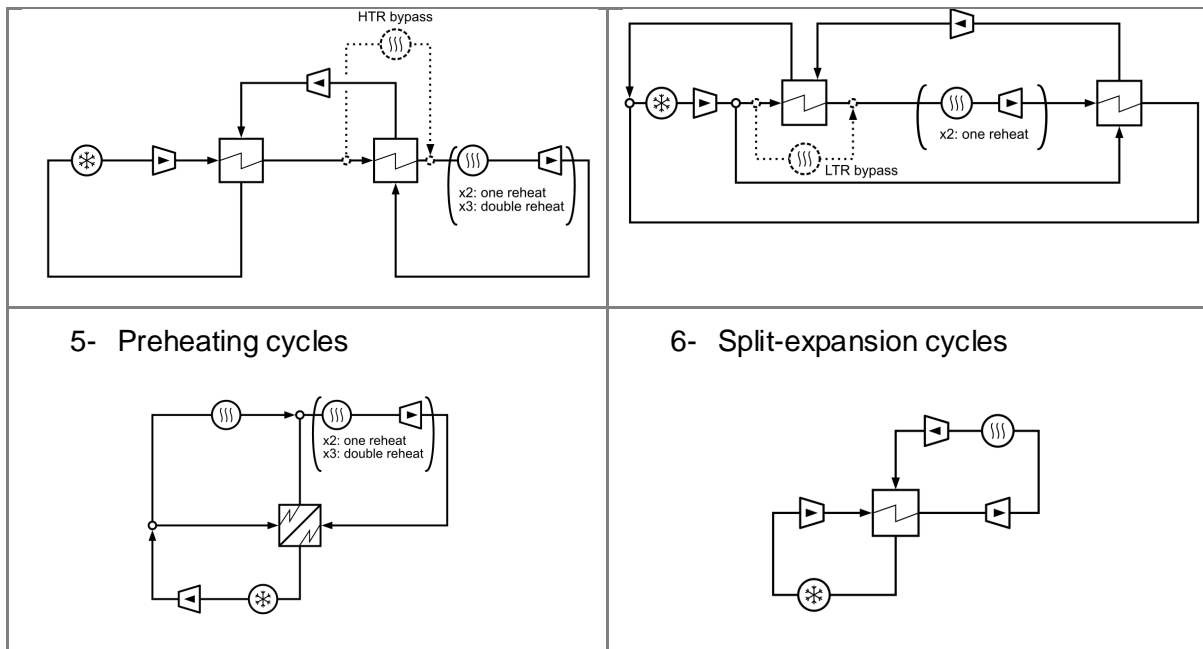 HTR bypass
x2: one reheat
x3: double reheat
x2: one reheat
LTR bypass
5- Preheating cycles
x2: one reheat
x3: double reheat
6- Split-expansion cycles